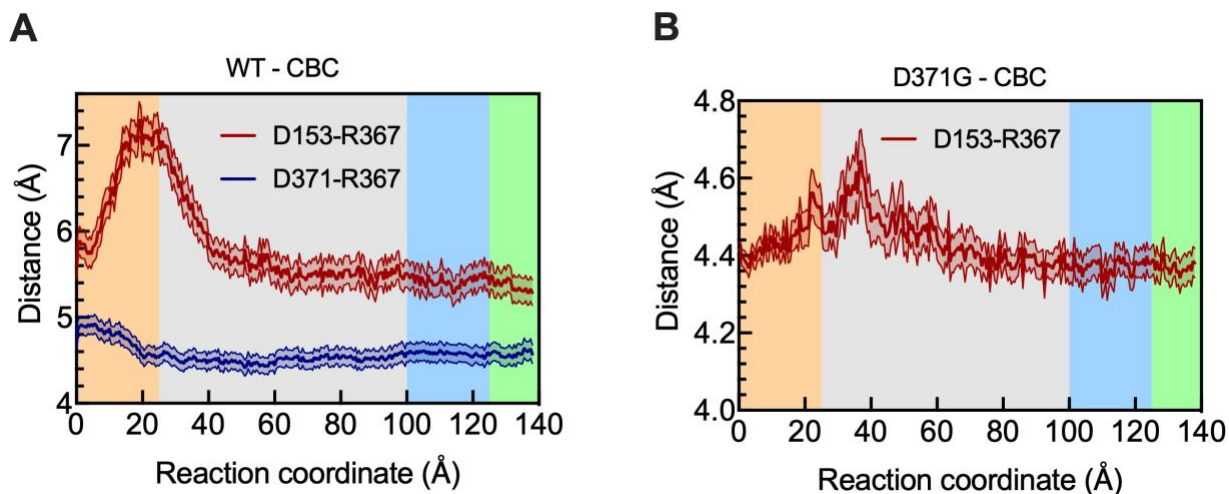 A
WT - CBC
D153-R367
D371-R367
Distance (Å)
7
6
5
4
0 20 40 60 80 100 120 140
Reaction coordinate (Å)
B
D371G - CBC
D153-R367
Distance (Å)
4.8
4.6
4.4
4.2
4.0
0 20 40 60 80 100 120 140
Reaction coordinate (Å)